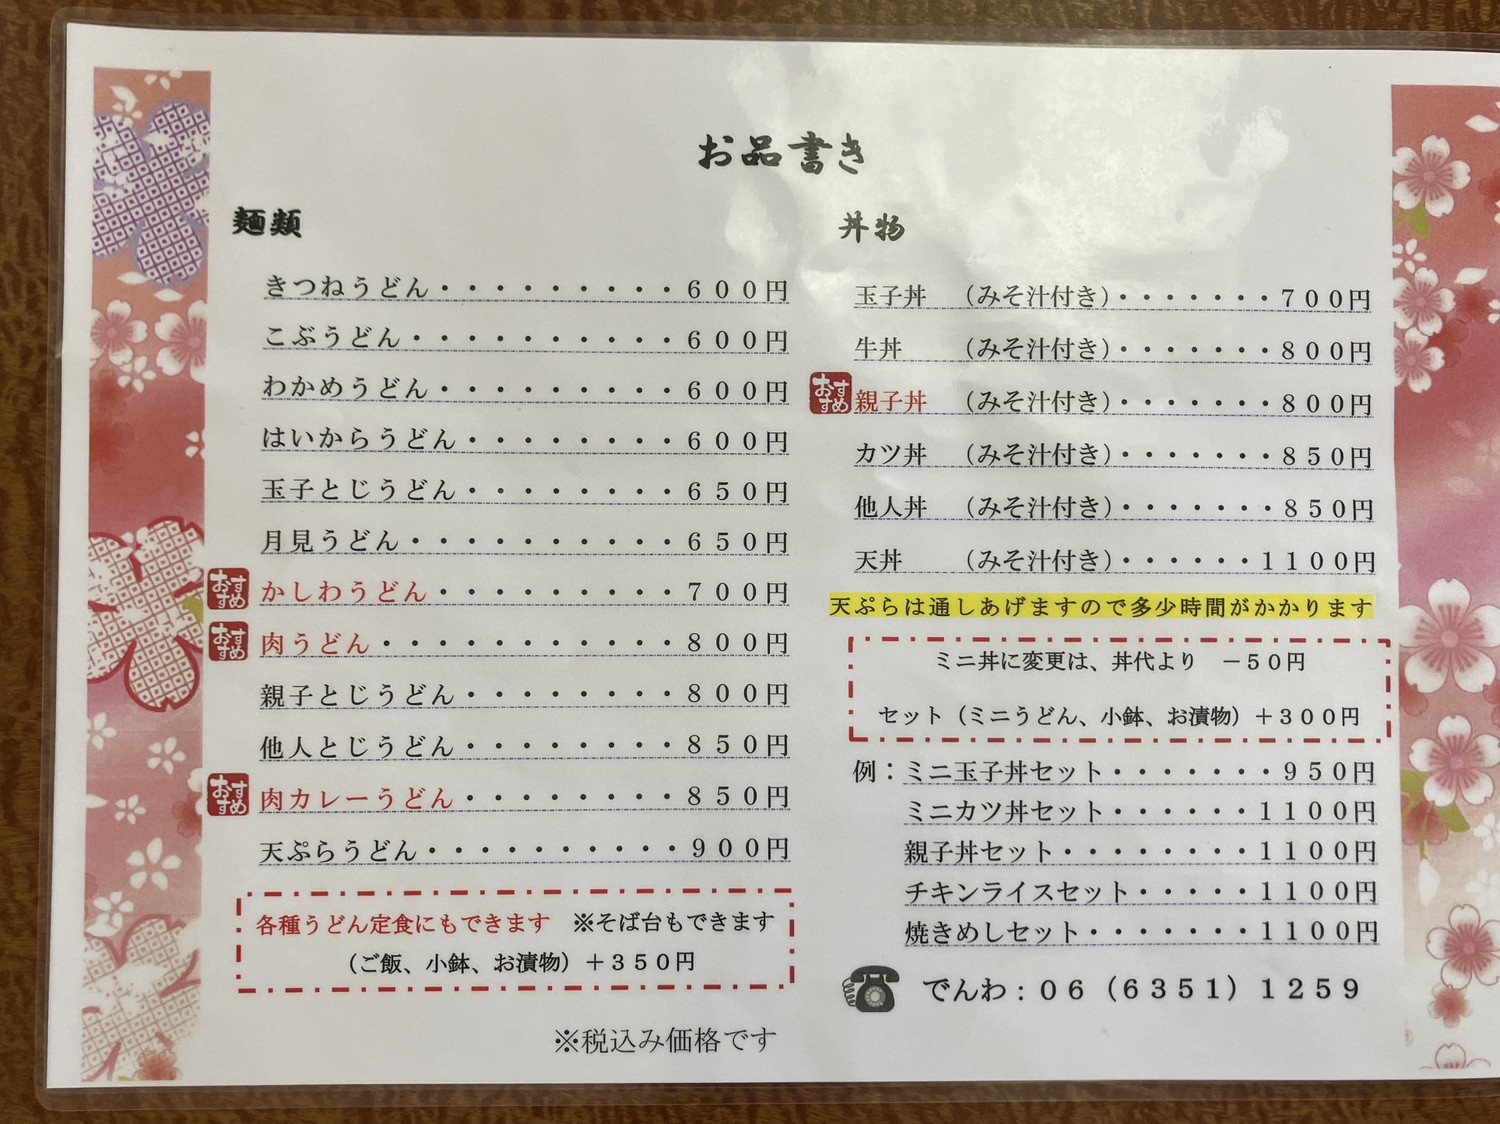 お品書き
麺類
きつねうどん・・・・・・・・・６００円
こぶうどん・・・・・・・・・・６００円
わかめうどん・・・・・・・・・６００円
はいからうどん・・・・・・・・６００円
玉子とじうどん・・・・・・・・６５０円
月見うどん・・・・・・・・・・６５０円
おすすめ かしわうどん・・・・・・・・・７００円
おすすめ 肉うどん・・・・・・・・・・・８００円
親子とじうどん・・・・・・・・８００円
他人とじうどん・・・・・・・・８５０円
おすすめ 肉カレーうどん・・・・・・・・８５０円
天ぷらうどん・・・・・・・・・・９００円
各種うどん定食にもできます ※そば台もできます
（ご飯、小鉢、お漬物）＋３５０円
※税込み価格です
丼物
玉子丼 （みそ汁付き）・・・・・・・７００円
牛丼 （みそ汁付き）・・・・・・・８００円
おすすめ 親子丼 （みそ汁付き）・・・・・・・８００円
カツ丼 （みそ汁付き）・・・・・・・８５０円
他人丼 （みそ汁付き）・・・・・・・８５０円
天丼 （みそ汁付き）・・・・・・１１００円
天ぷらは通しあげますので多少時間がかかります
ミニ丼に変更は、丼代より －５０円
セット（ミニうどん、小鉢、お漬物）＋３００円
例：ミニ玉子丼セット・・・・・・・９５０円
ミニカツ丼セット・・・・・・１１００円
親子丼セット・・・・・・・・１１００円
チキンライスセット・・・・・１１００円
焼きめしセット・・・・・・・１１００円
でんわ：０６（６３５１）１２５９